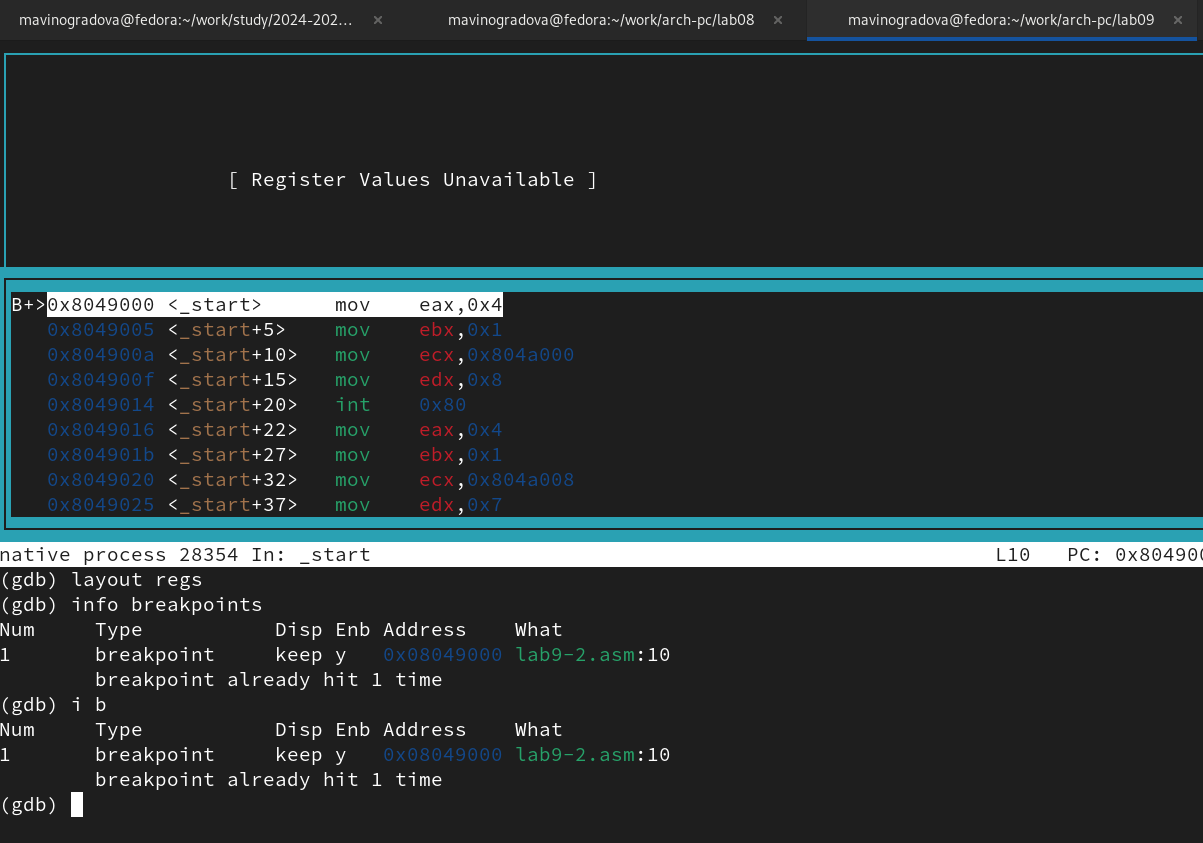 mavinogradova@fedora:~/work/study/2024-202… × mavinogradova@fedora:~/work/arch-pc/lab08 × mavinogradova@fedora:~/work/arch-pc/lab09 ×
[ Register Values Unavailable ]
B+>0x8049000 <_start> mov eax,0x4
0x8049005 <_start+5> mov ebx,0x1
0x804900a <_start+10> mov ecx,0x804a000
0x804900f <_start+15> mov edx,0x8
0x8049014 <_start+20> int 0x80
0x8049016 <_start+22> mov eax,0x4
0x804901b <_start+27> mov ebx,0x1
0x8049020 <_start+32> mov ecx,0x804a008
0x8049025 <_start+37> mov edx,0x7
native process 28354 In: _start L10 PC: 0x804900
(gdb) layout regs
(gdb) info breakpoints
Num Type Disp Enb Address What
1 breakpoint keep y 0x08049000 lab9-2.asm:10
breakpoint already hit 1 time
(gdb) i b
Num Type Disp Enb Address What
1 breakpoint keep y 0x08049000 lab9-2.asm:10
breakpoint already hit 1 time
(gdb)